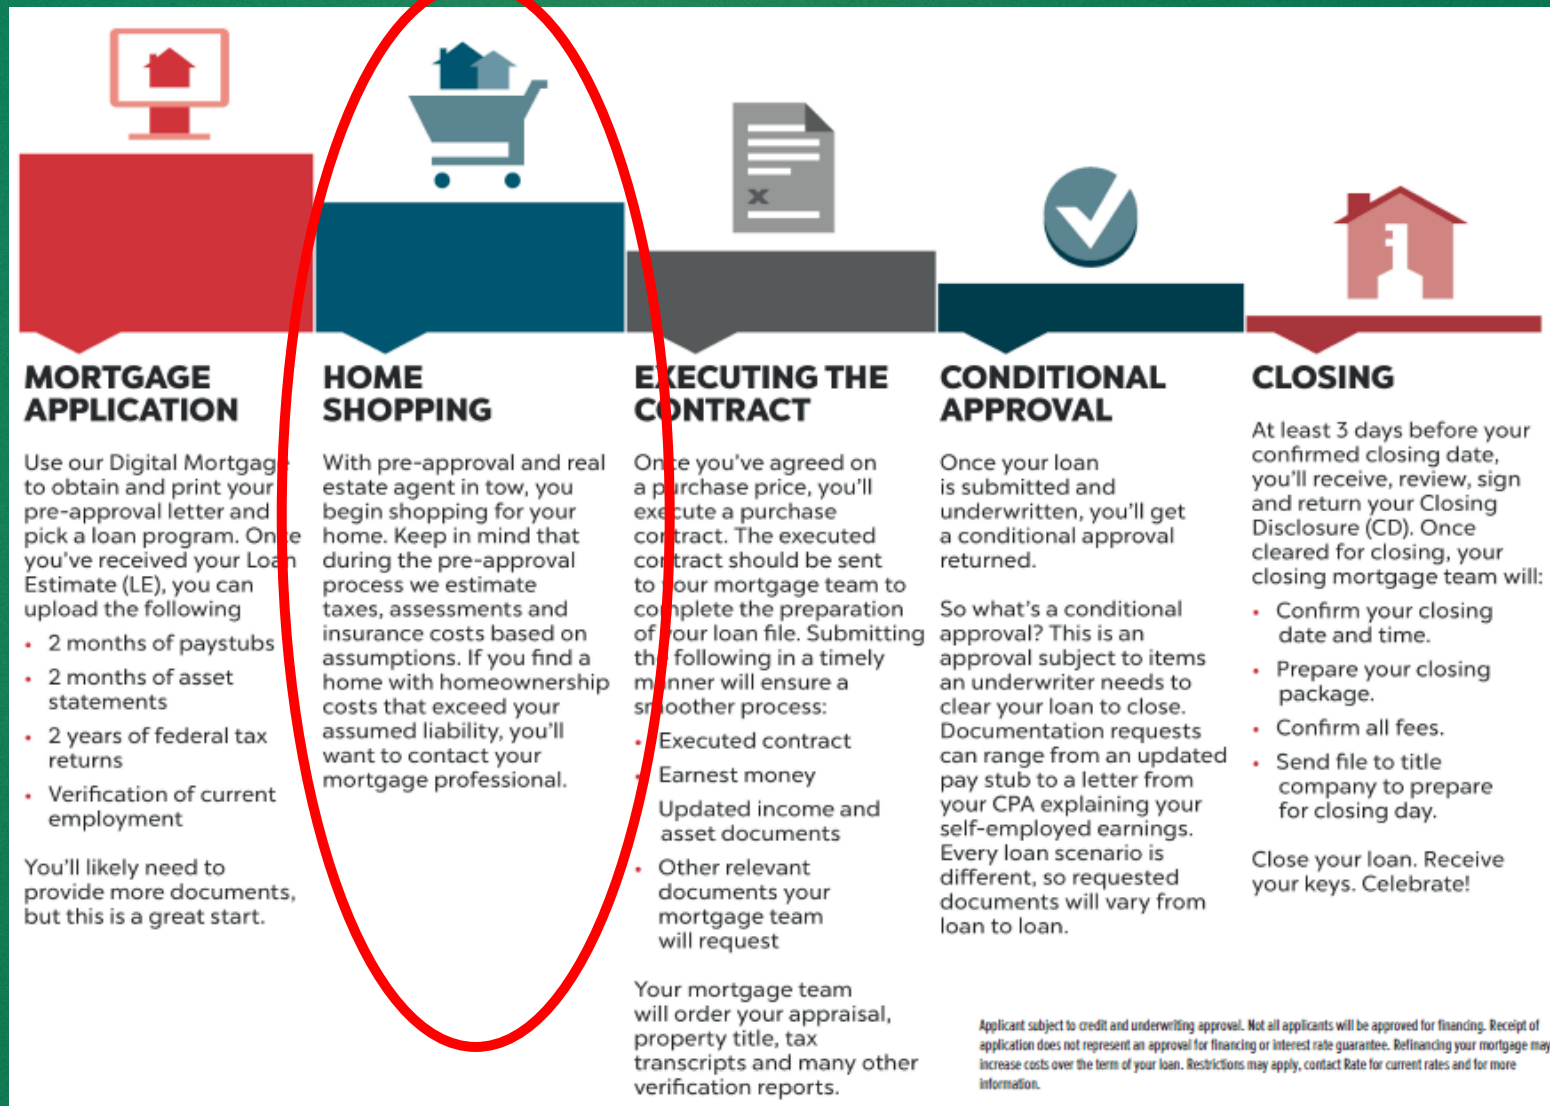 MORTGAGE
APPLICATION
Use our Digital Mortgage
to obtain and print your
pre-approval letter and
pick a loan program. Once
you've received your Loan
Estimate (LE), you can
upload the following
• 2 months of paystubs
• 2 months of asset
statements
• 2 years of federal tax
returns
• Verification of current
employment
You'll likely need to
provide more documents,
but this is a great start.
HOME
SHOPPING
With pre-approval and real
estate agent in tow, you
begin shopping for your
home. Keep in mind that
during the pre-approval
process we estimate
taxes, assessments and
insurance costs based on
assumptions. If you find a
home with homeownership
costs that exceed your
assumed liability, you'll
want to contact your
mortgage professional.
x
EXECUTING THE
CONTRACT
Once you've agreed on
a purchase price, you'll
execute a purchase
contract. The executed
contract should be sent
to your mortgage team to
complete the preparation
of your loan file. Submitting
the following in a timely
manner will ensure a
smoother process:
• Executed contract
• Earnest money
Updated income and
asset documents
• Other relevant
documents your
mortgage team
will request
Your mortgage team
will order your appraisal,
property title, tax
transcripts and many other
verification reports.
CONDITIONAL
APPROVAL
Once your loan
is submitted and
underwritten, you'll get
a conditional approval
returned.
So what's a conditional
approval? This is an
approval subject to items
an underwriter needs to
clear your loan to close.
Documentation requests
can range from an updated
pay stub to a letter from
your CPA explaining your
self-employed earnings.
Every loan scenario is
different, so requested
documents will vary from
loan to loan.
CLOSING
At least 3 days before your
confirmed closing date,
you'll receive, review, sign
and return your Closing
Disclosure (CD). Once
cleared for closing, your
closing mortgage team will:
• Confirm your closing
date and time.
• Prepare your closing
package.
• Confirm all fees.
• Send file to title
company to prepare
for closing day.
Close your loan. Receive
your keys. Celebrate!
Applicant subject to credit and underwriting approval. Not all applicants will be approved for financing. Receipt of
application does not represent an approval for financing or interest rate guarantee. Refinancing your mortgage may
increase costs over the term of your loan. Restrictions may apply, contact Rate for current rates and for more
information.